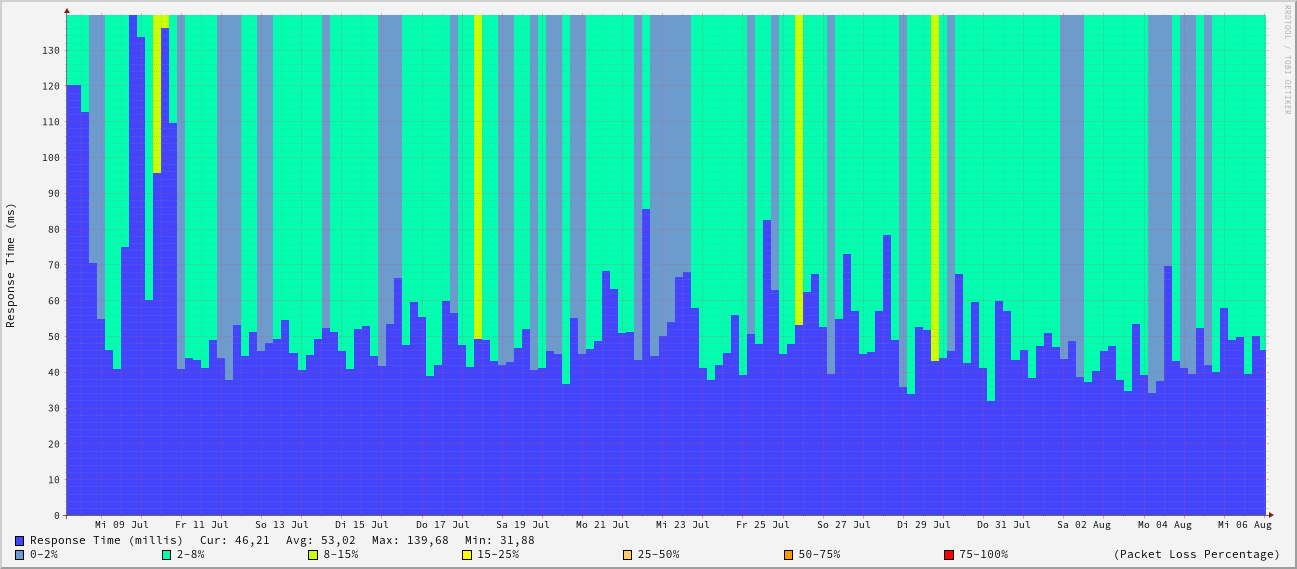 RRDTOOL / TOBI OETIKER
Response Time (ms)
130
120
110
100
90
80
70
60
50
40
30
20
10
0
Mi 09 Jul Fr 11 Jul So 13 Jul Di 15 Jul Do 17 Jul Sa 19 Jul Mo 21 Jul Mi 23 Jul Fr 25 Jul So 27 Jul Di 29 Jul Do 31 Jul Sa 02 Aug Mo 04 Aug Mi 06 Aug
Response Time (millis) Cur: 46,21 Avg: 53,02 Max: 139,68 Min: 31,88
0-2% 2-8% 8-15% 15-25% 25-50% 50-75% 75-100% (Packet Loss Percentage)